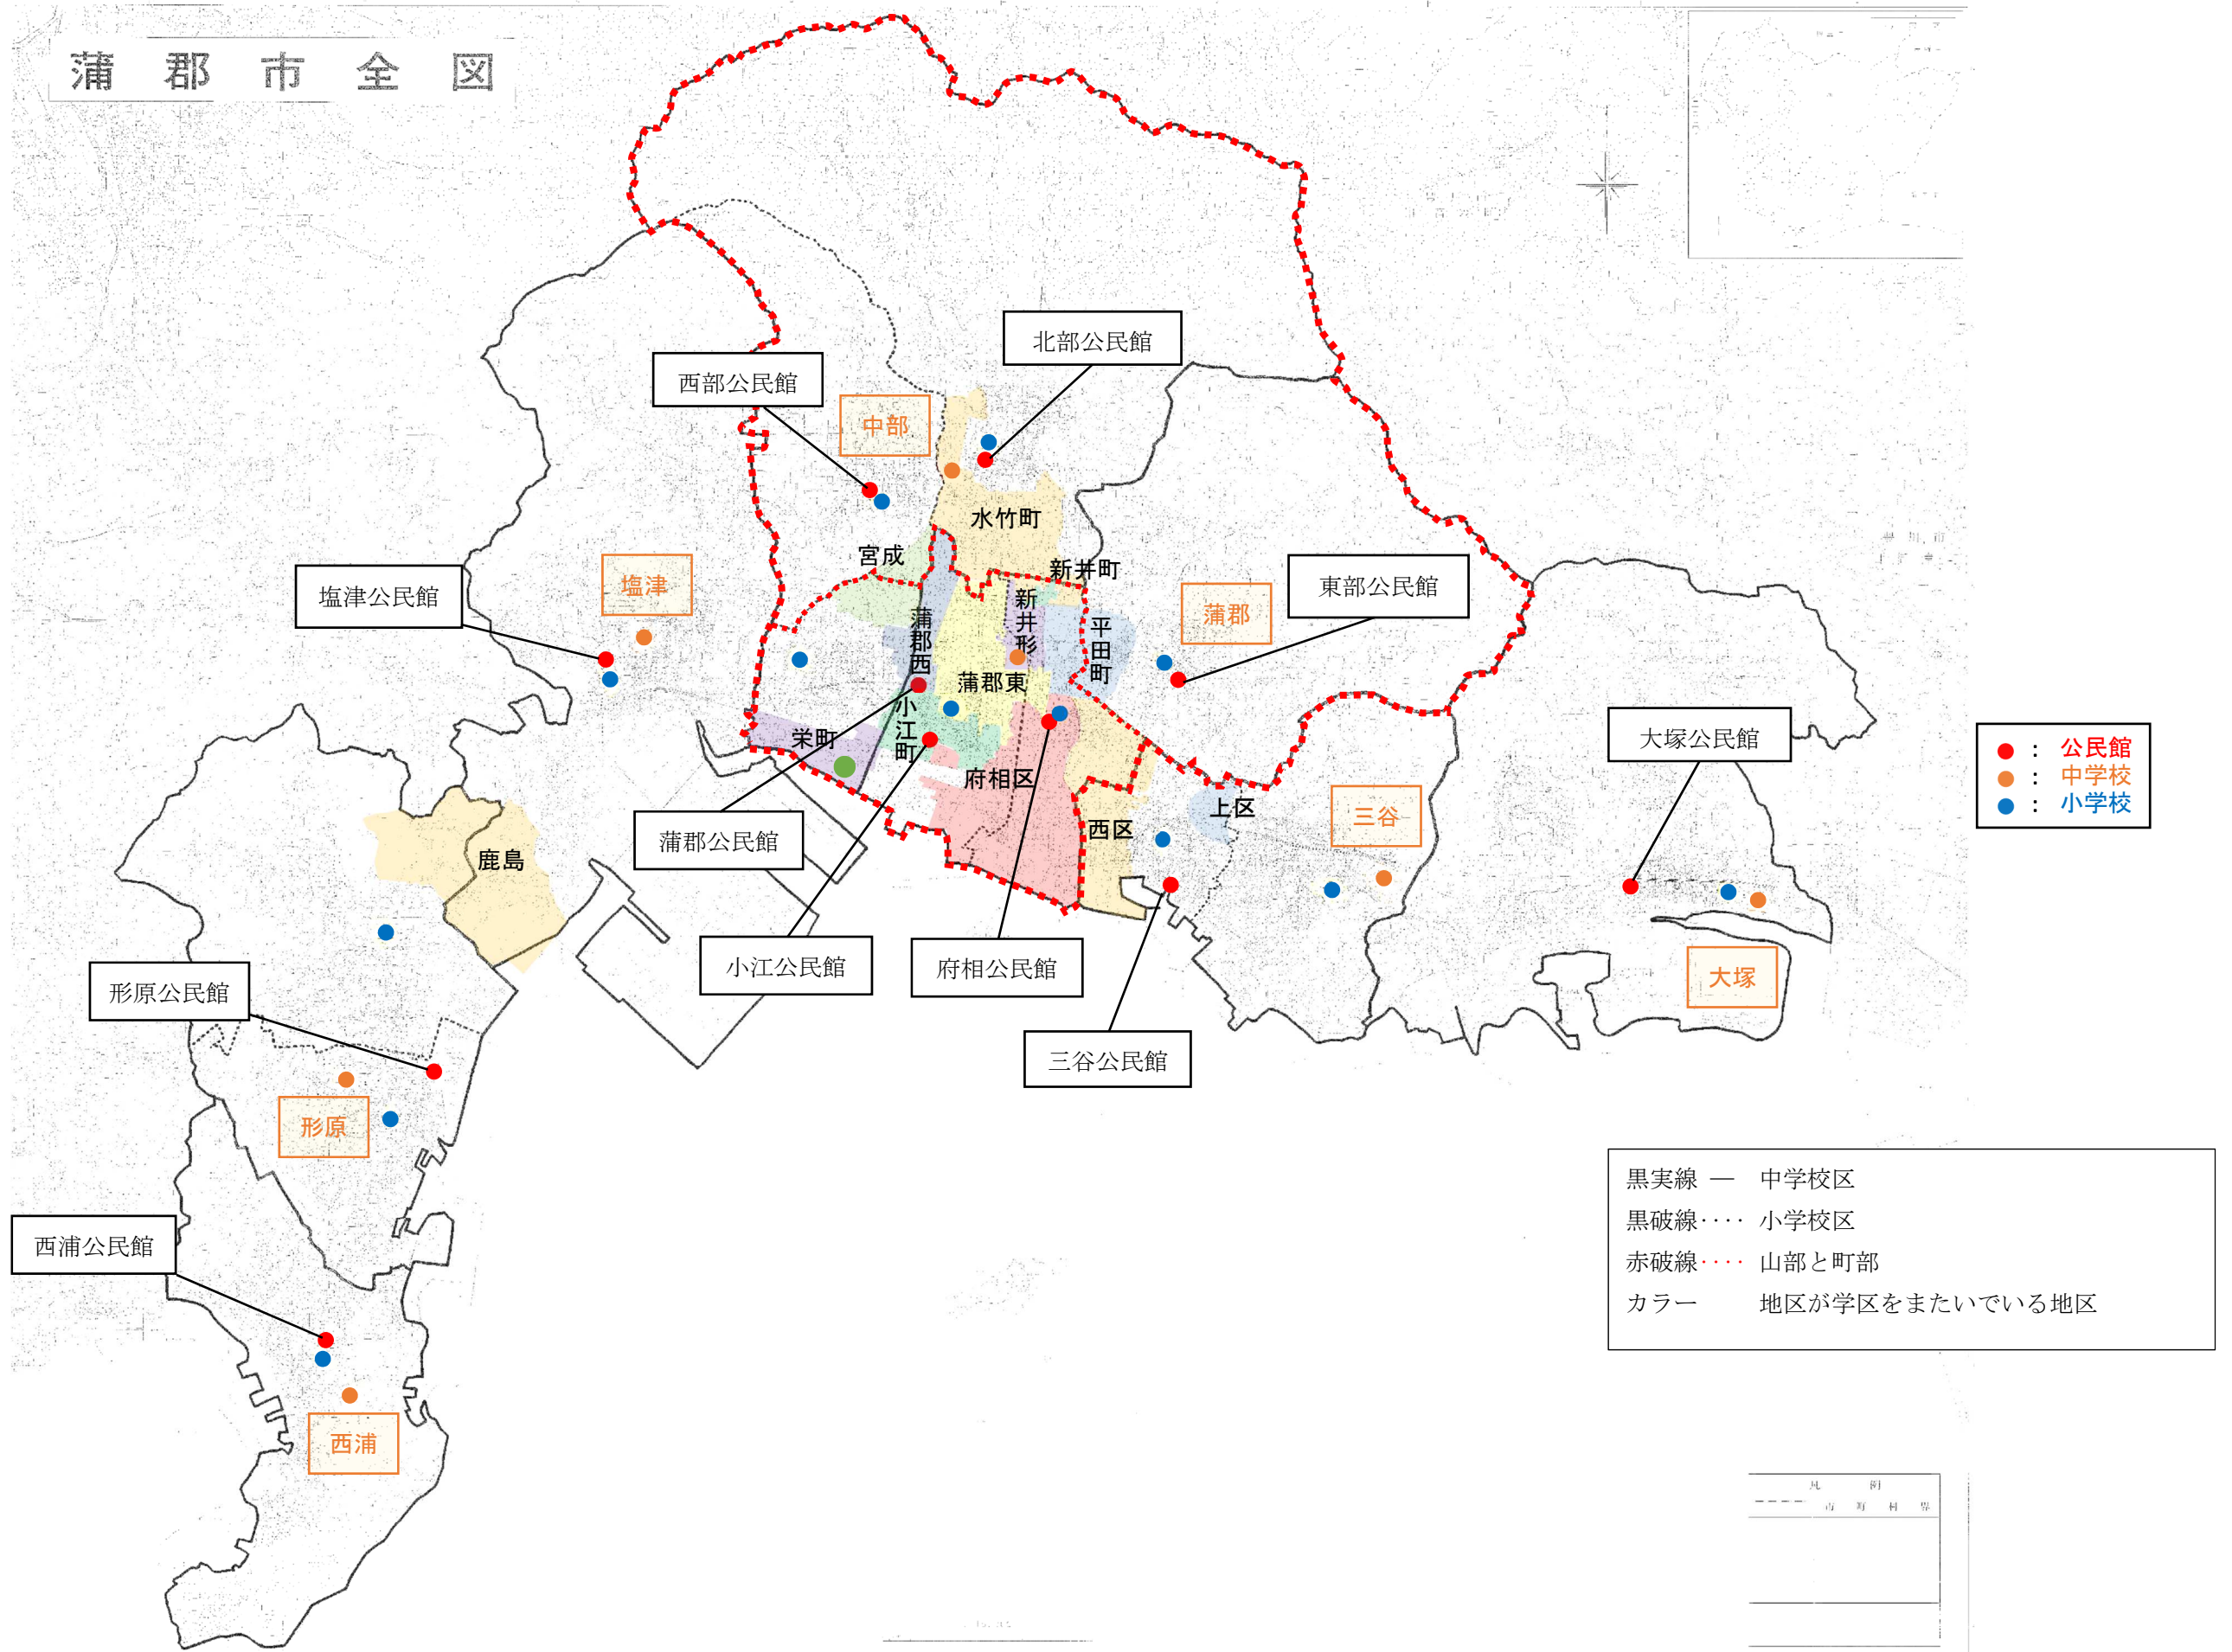 蒲郡市全図
北部公民館
西部公民館
中部
水竹町
宮成
新井町
塩津
塩津公民館
東部公民館
蒲郡
新井形
平田町
蒲郡西
蒲郡東
小江町
栄町
大塚公民館
● : 公民館
● : 中学校
● : 小学校
府相区
上区
三谷
西区
蒲郡公民館
鹿島
小江公民館
府相公民館
大塚
形原公民館
三谷公民館
形原
黒実線 ― 中学校区
黒破線‥‥ 小学校区
赤破線‥‥ 山部と町部
カラー 地区が学区をまたいでいる地区
西浦公民館
西浦
凡例
市町村界